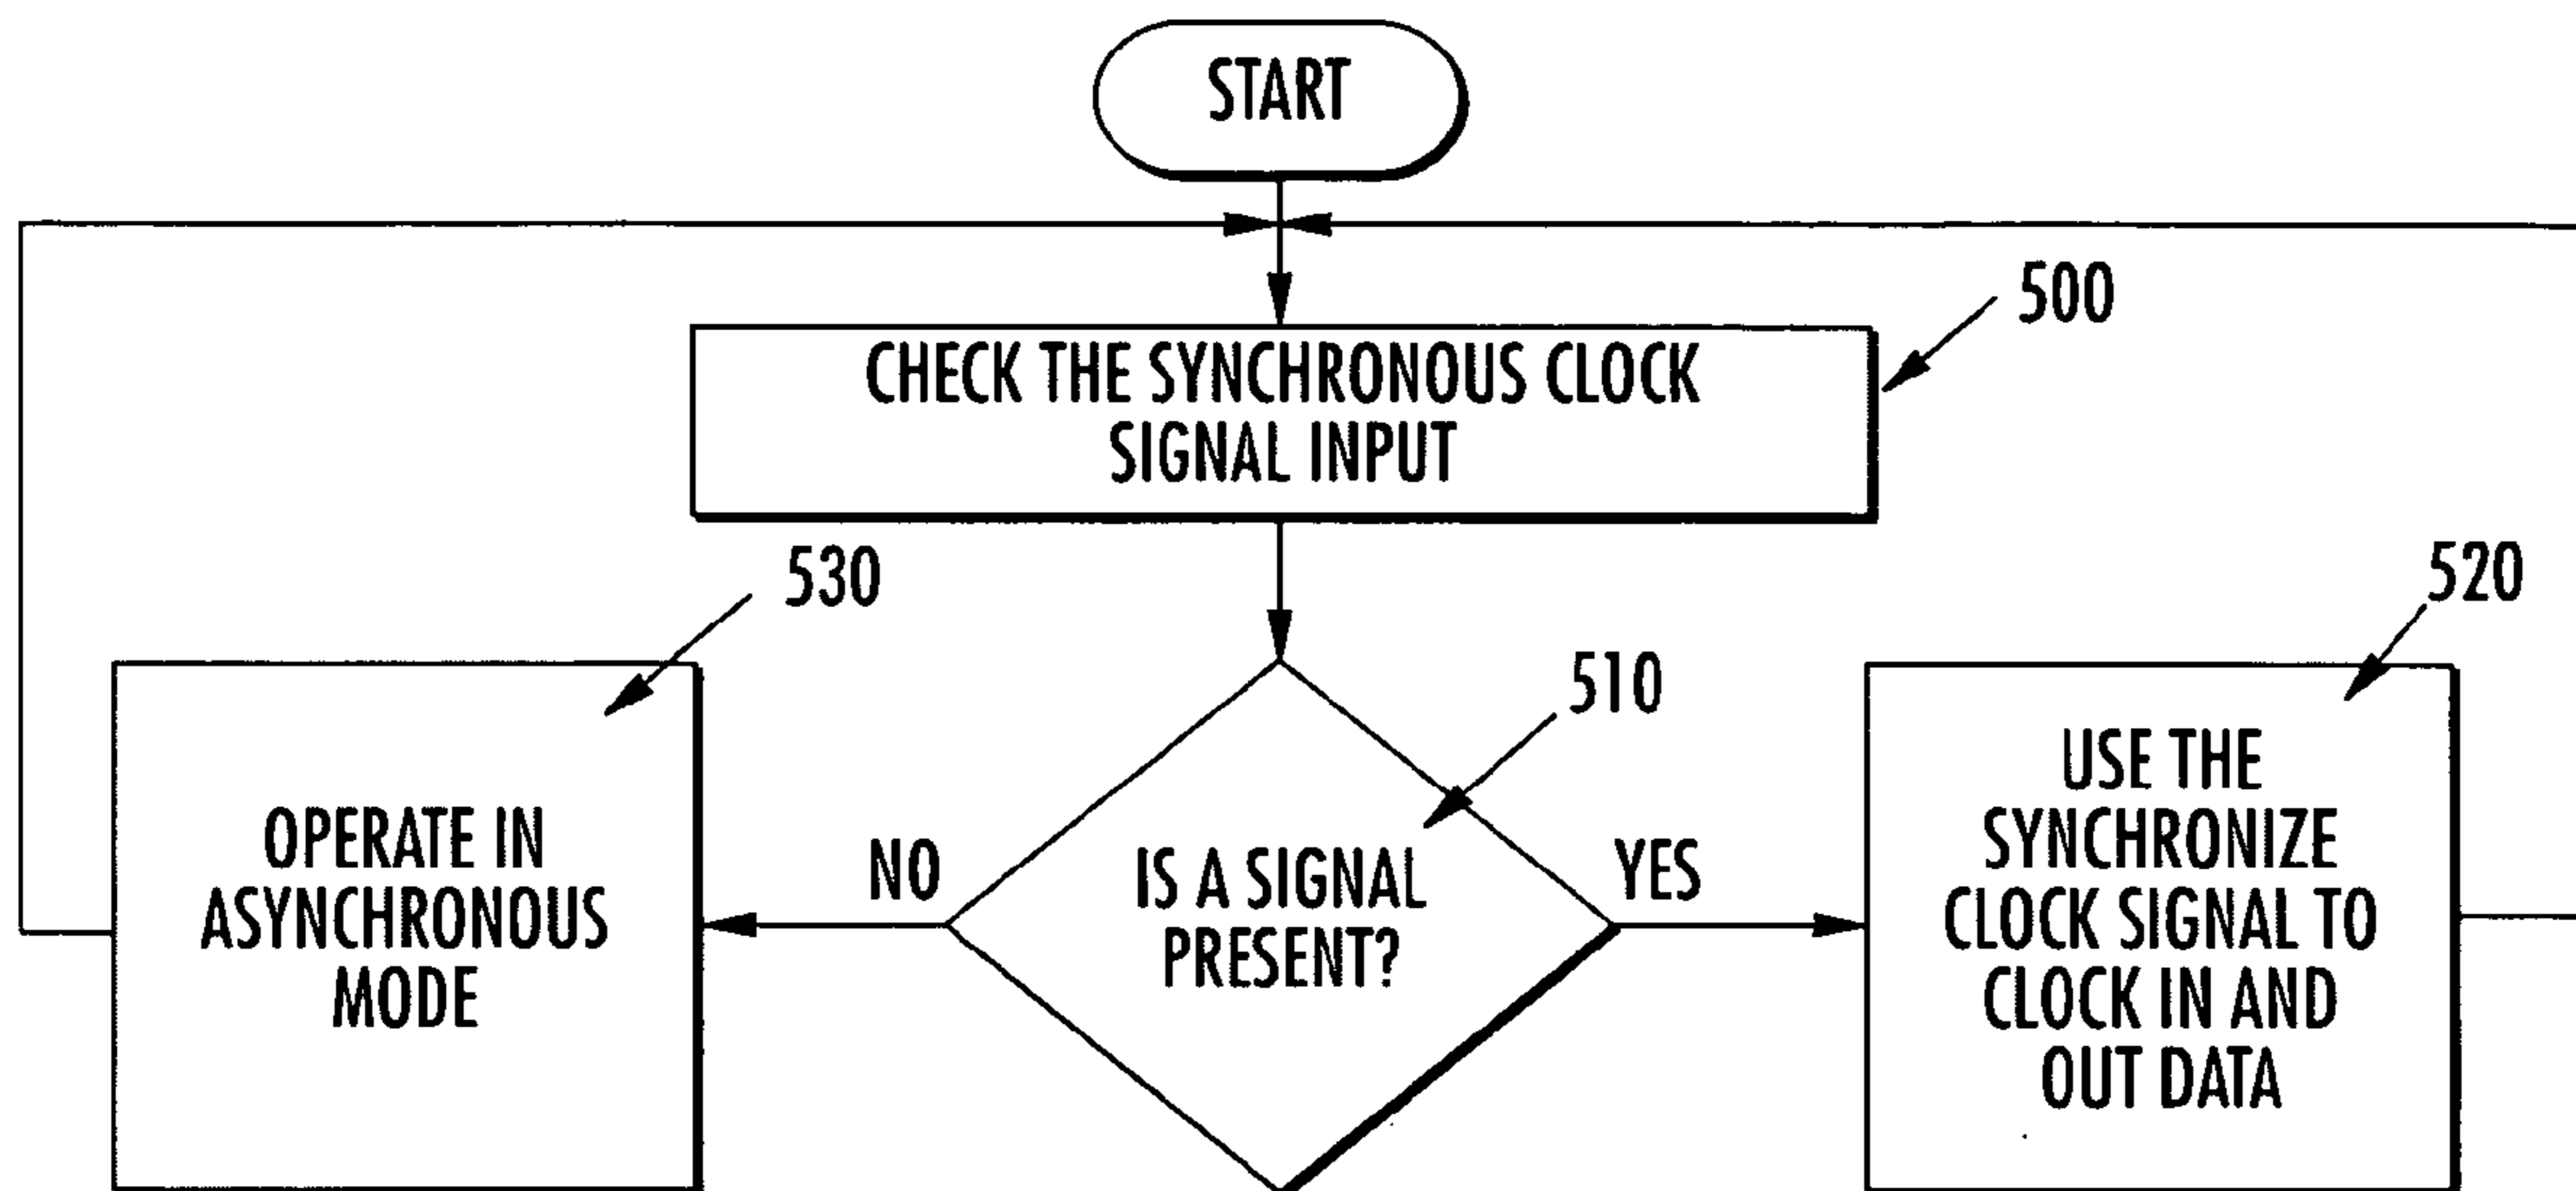 START
500
CHECK THE SYNCHRONOUS CLOCK
SIGNAL INPUT
530
510
520
OPERATE IN
ASYNCHRONOUS
MODE
NO
IS A SIGNAL
PRESENT?
YES
USE THE
SYNCHRONIZE
CLOCK SIGNAL TO
CLOCK IN AND
OUT DATA